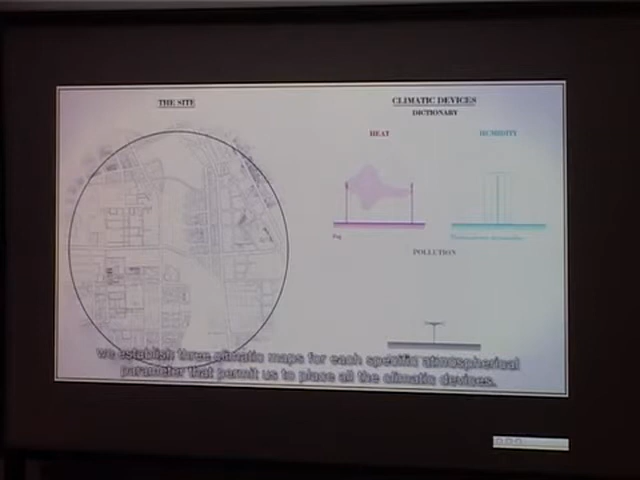 THE SITE
CLIMATIC DEVICES
DICTIONARY
HEAT
HUMIDITY
Fog
POLLUTION
we establish three climatic maps for each specific atmospherical
parameter that permit us to place all the climatic devices.